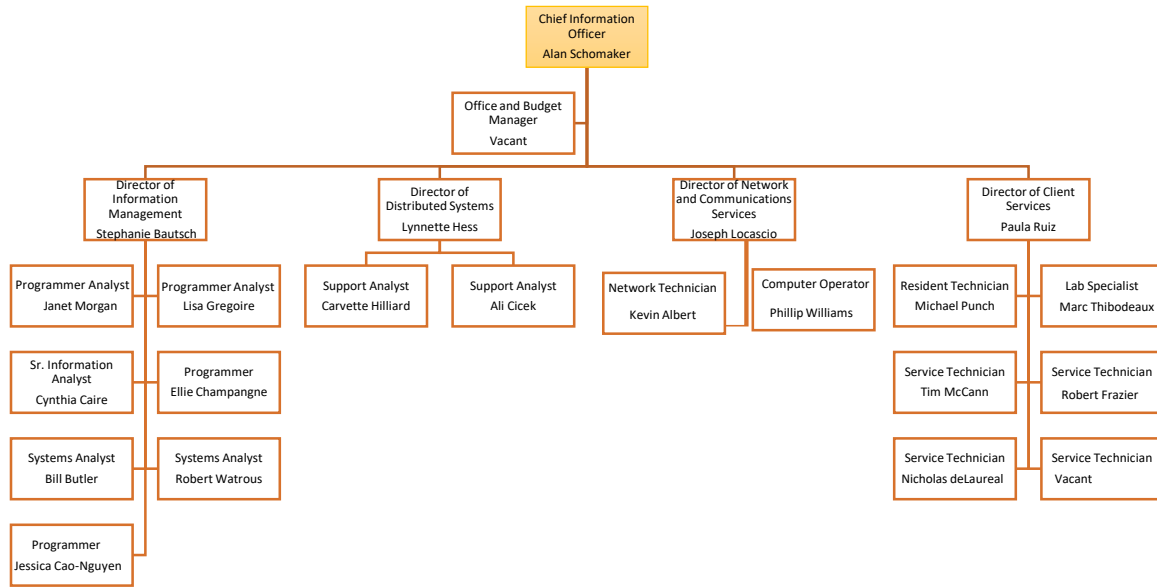 Chief Information
Officer
Alan Schomaker
Office and Budget
Manager
Vacant
Director of
Information
Management
Stephanie Bautsch
Director of
Distributed Systems
Lynnette Hess
Director of Network
and Communications
Services
Joseph Locascio
Director of Client
Services
Paula Ruiz
Programmer Analyst
Janet Morgan
Programmer Analyst
Lisa Gregoire
Support Analyst
Carvette Hilliard
Support Analyst
Ali Cicek
Network Technician
Kevin Albert
Computer Operator
Phillip Williams
Resident Technician
Michael Punch
Lab Specialist
Marc Thibodeaux
Sr. Information
Analyst
Cynthia Caire
Programmer
Ellie Champangne
Service Technician
Tim McCann
Service Technician
Robert Frazier
Systems Analyst
Bill Butler
Systems Analyst
Robert Watrous
Service Technician
Nicholas deLaureal
Service Technician
Vacant
Programmer
Jessica Cao-Nguyen